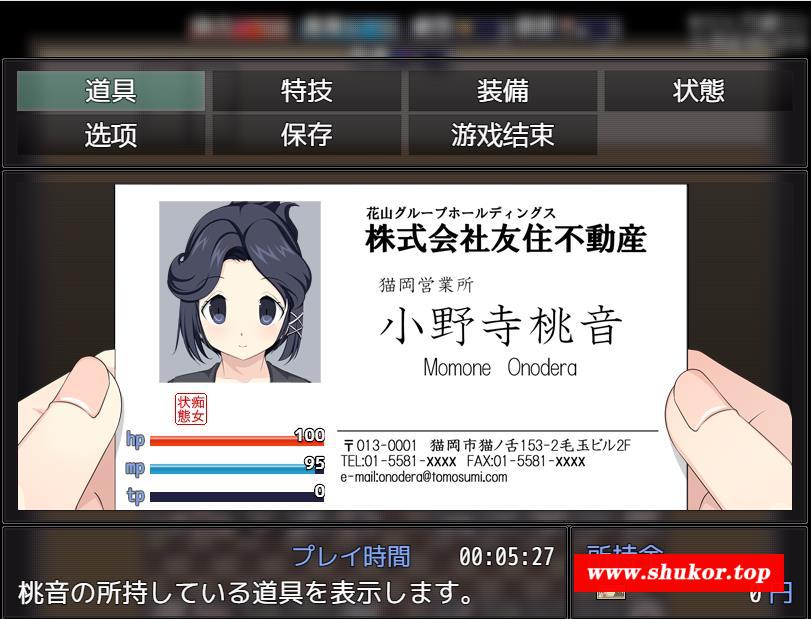 道具 特技 装備 状態
选项 保存 游戏结束
花山グループホールディングス
株式会社友住不動産
猫岡営業所
小野寺桃音
Momone Onodera
状痴
態女
hp 100
mp 95
tp 0
〒013-0001 猫岡市猫ノ舌153-2毛玉ビル2F
TEL:01-5581-xxxx FAX:01-5581-xxxx
e-mail:onodera@tomosumi.com
プレイ時間 00:05:27
所持金
桃音の所持している道具を表示します。
www.shukor.top
0 円